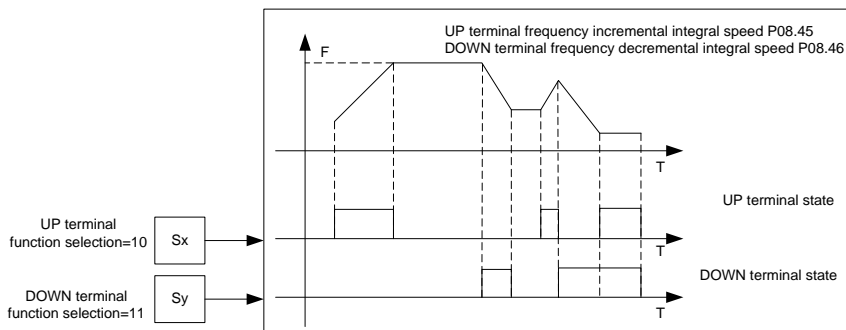 UP terminal frequency incremental integral speed P08.45
DOWN terminal frequency decremental integral speed P08.46
F
T
UP terminal state
UP terminal
function selection=10
Sx
T
DOWN terminal state
DOWN terminal
function selection=11
Sy
T